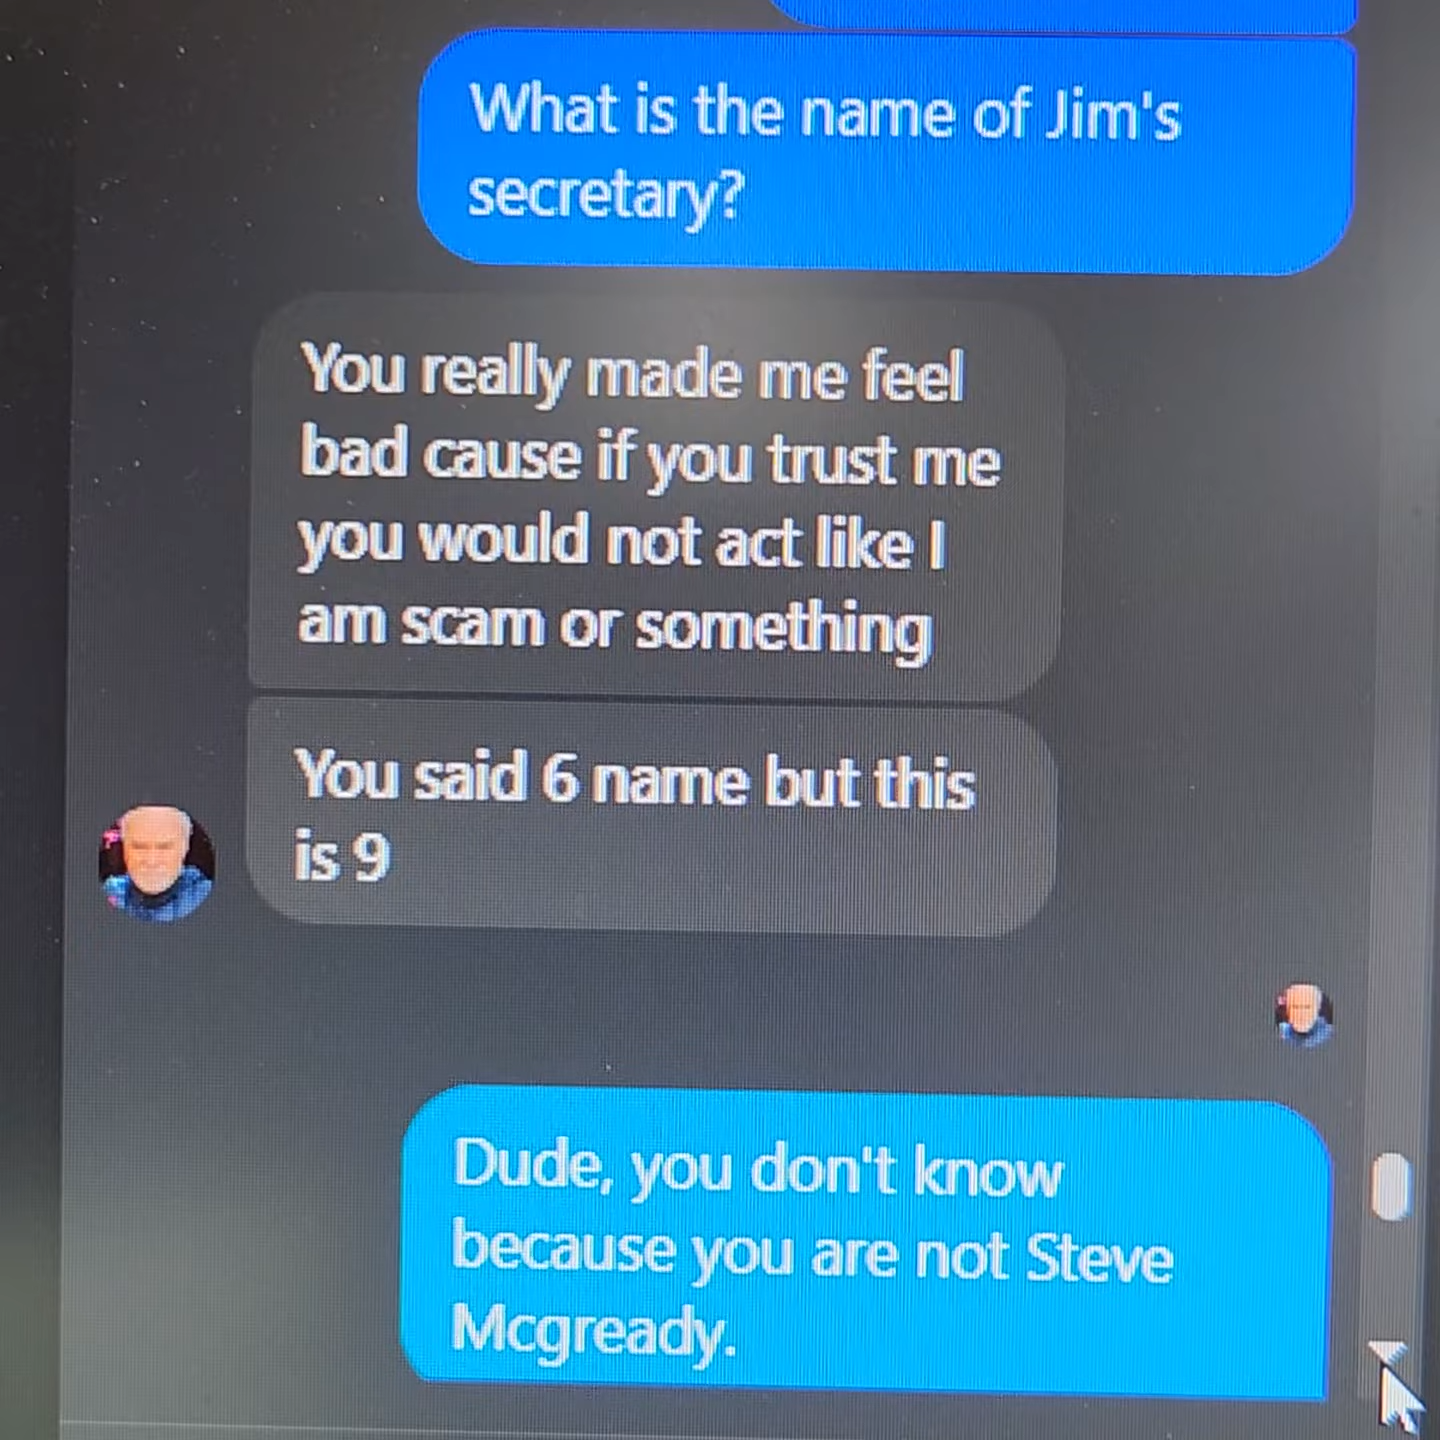 What is the name of Jim's
secretary?
You really made me feel
bad cause if you trust me
you would not act like I
am scam or something
You said 6 name but this
is 9
Dude, you don't know
because you are not Steve
Mcgready.